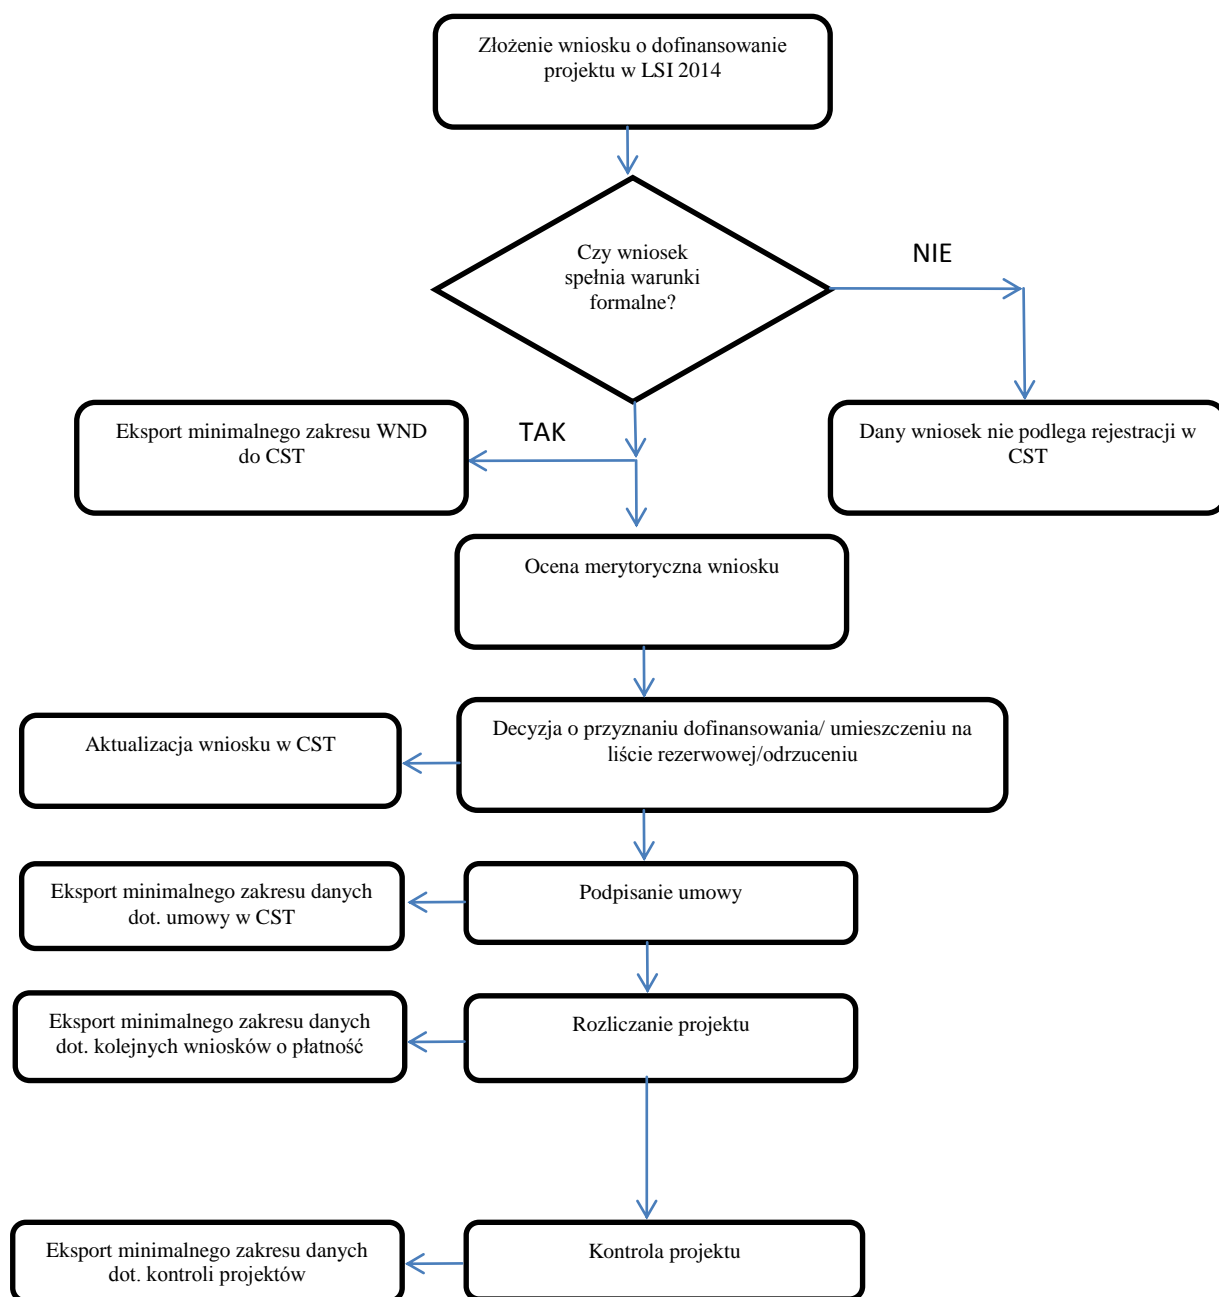 Złożenie wniosku o dofinansowanie
projektu w LSI 2014
Czy wniosek
spełnia warunki
formalne?
NIE
TAK
Eksport minimalnego zakresu WND
do CST
Dany wniosek nie podlega rejestracji w
CST
Ocena merytoryczna wniosku
Decyzja o przyznaniu dofinansowania/ umieszczeniu na
liście rezerwowej/odrzuceniu
Aktualizacja wniosku w CST
Podpisanie umowy
Eksport minimalnego zakresu danych
dot. umowy w CST
Rozliczanie projektu
Eksport minimalnego zakresu danych
dot. kolejnych wniosków o płatność
Kontrola projektu
Eksport minimalnego zakresu danych
dot. kontroli projektów